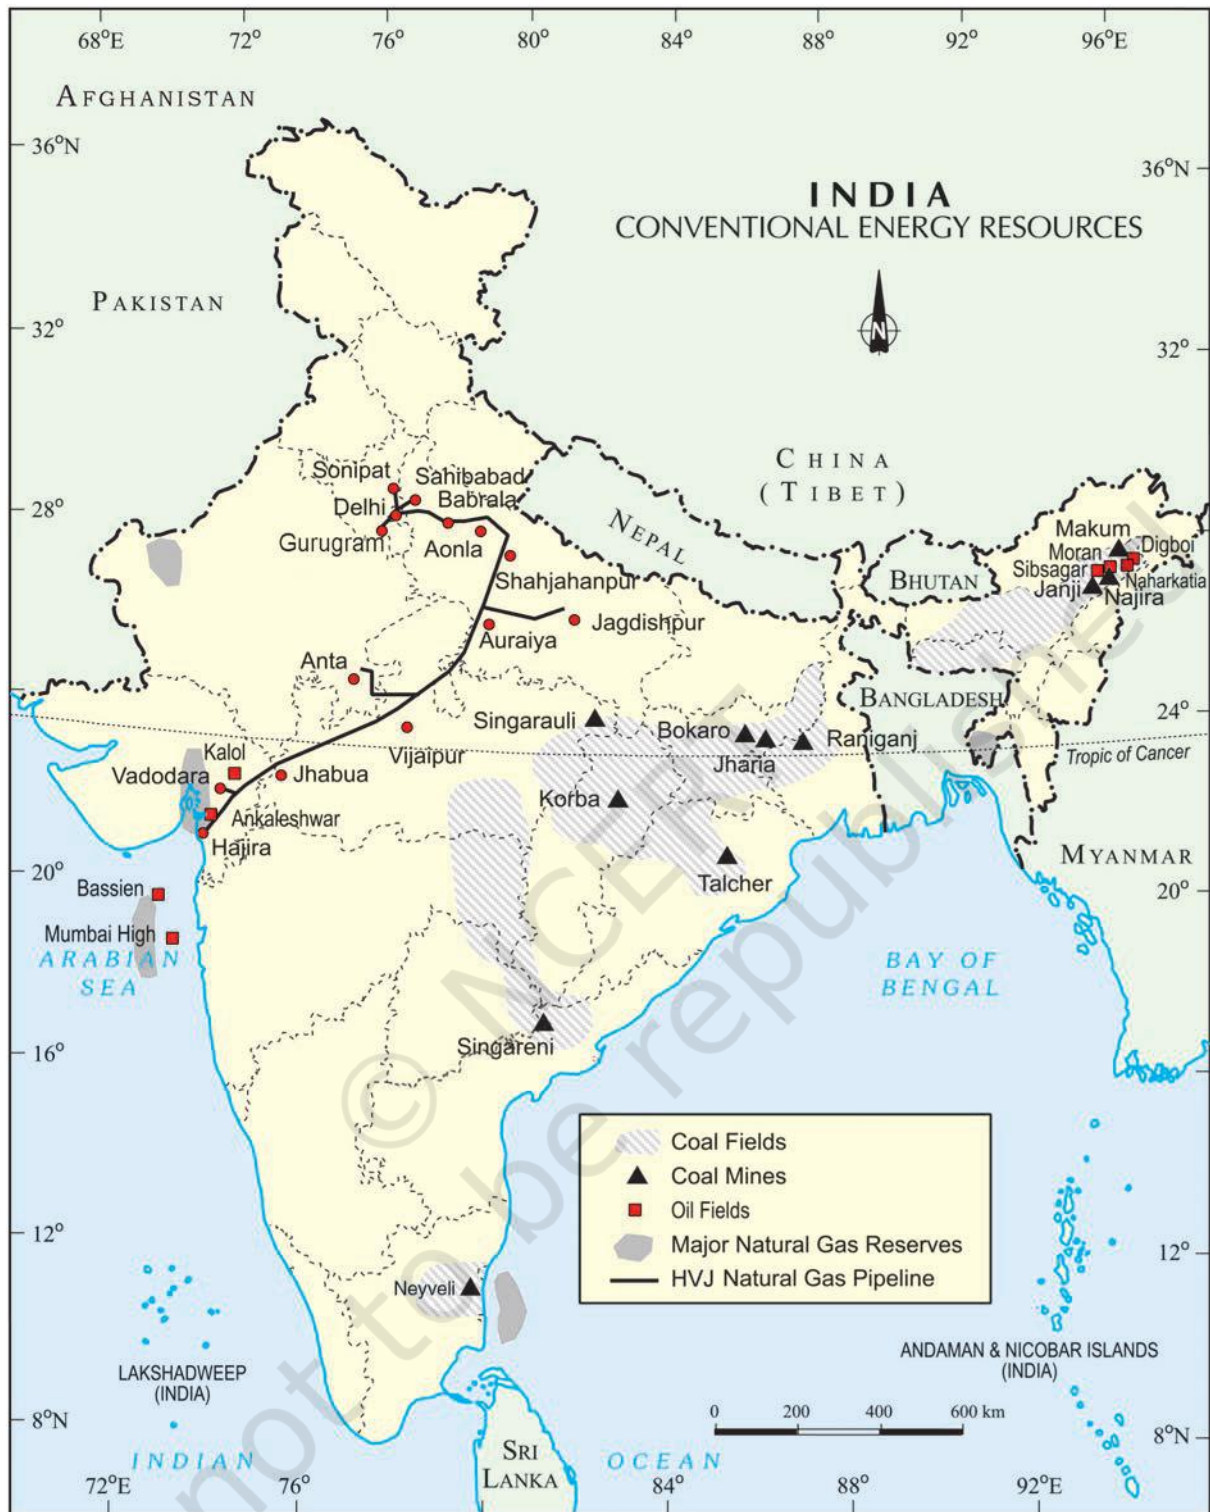 68°E 72° 76° 80° 84° 88° 92° 96°E
AFGHANISTAN
36°N
36°N
INDIA
CONVENTIONAL ENERGY RESOURCES
PAKISTAN
N
32°
32°
CHINA
(TIBET)
Sonipat
Sahibabad
Delhi
Babrala
28°
28°
Gurugram
Aonla
NEPAL
Makum
Moran
Digboi
Sibsagar
Shahjahanpur
BHUTAN
Janji
Naharkatia
Najira
Auraiya
Jagdishpur
Anta
BANGLADESH
24°
Singarauli
Bokaro
Raniganj
Kalol
Vijaipur
Jharia
Tropic of Cancer
Vadodara
Jhabua
Korba
Ankaleshwar
Hajira
MYANMAR
20°
20°
Bassien
Talcher
Mumbai High
ARABIAN
SEA
BAY OF
BENGAL
Singareni
16°
© NCERT
not to be republished
Coal Fields
Coal Mines
Oil Fields
Major Natural Gas Reserves
HVJ Natural Gas Pipeline
12°
12°
Neyveli
LAKSHADWEEP
(INDIA)
ANDAMAN & NICOBAR ISLANDS
(INDIA)
0 200 400 600 km
8°N
8°N
INDIAN
SRI
LANKA
OCEAN
72°E 76° 84° 88° 92°E